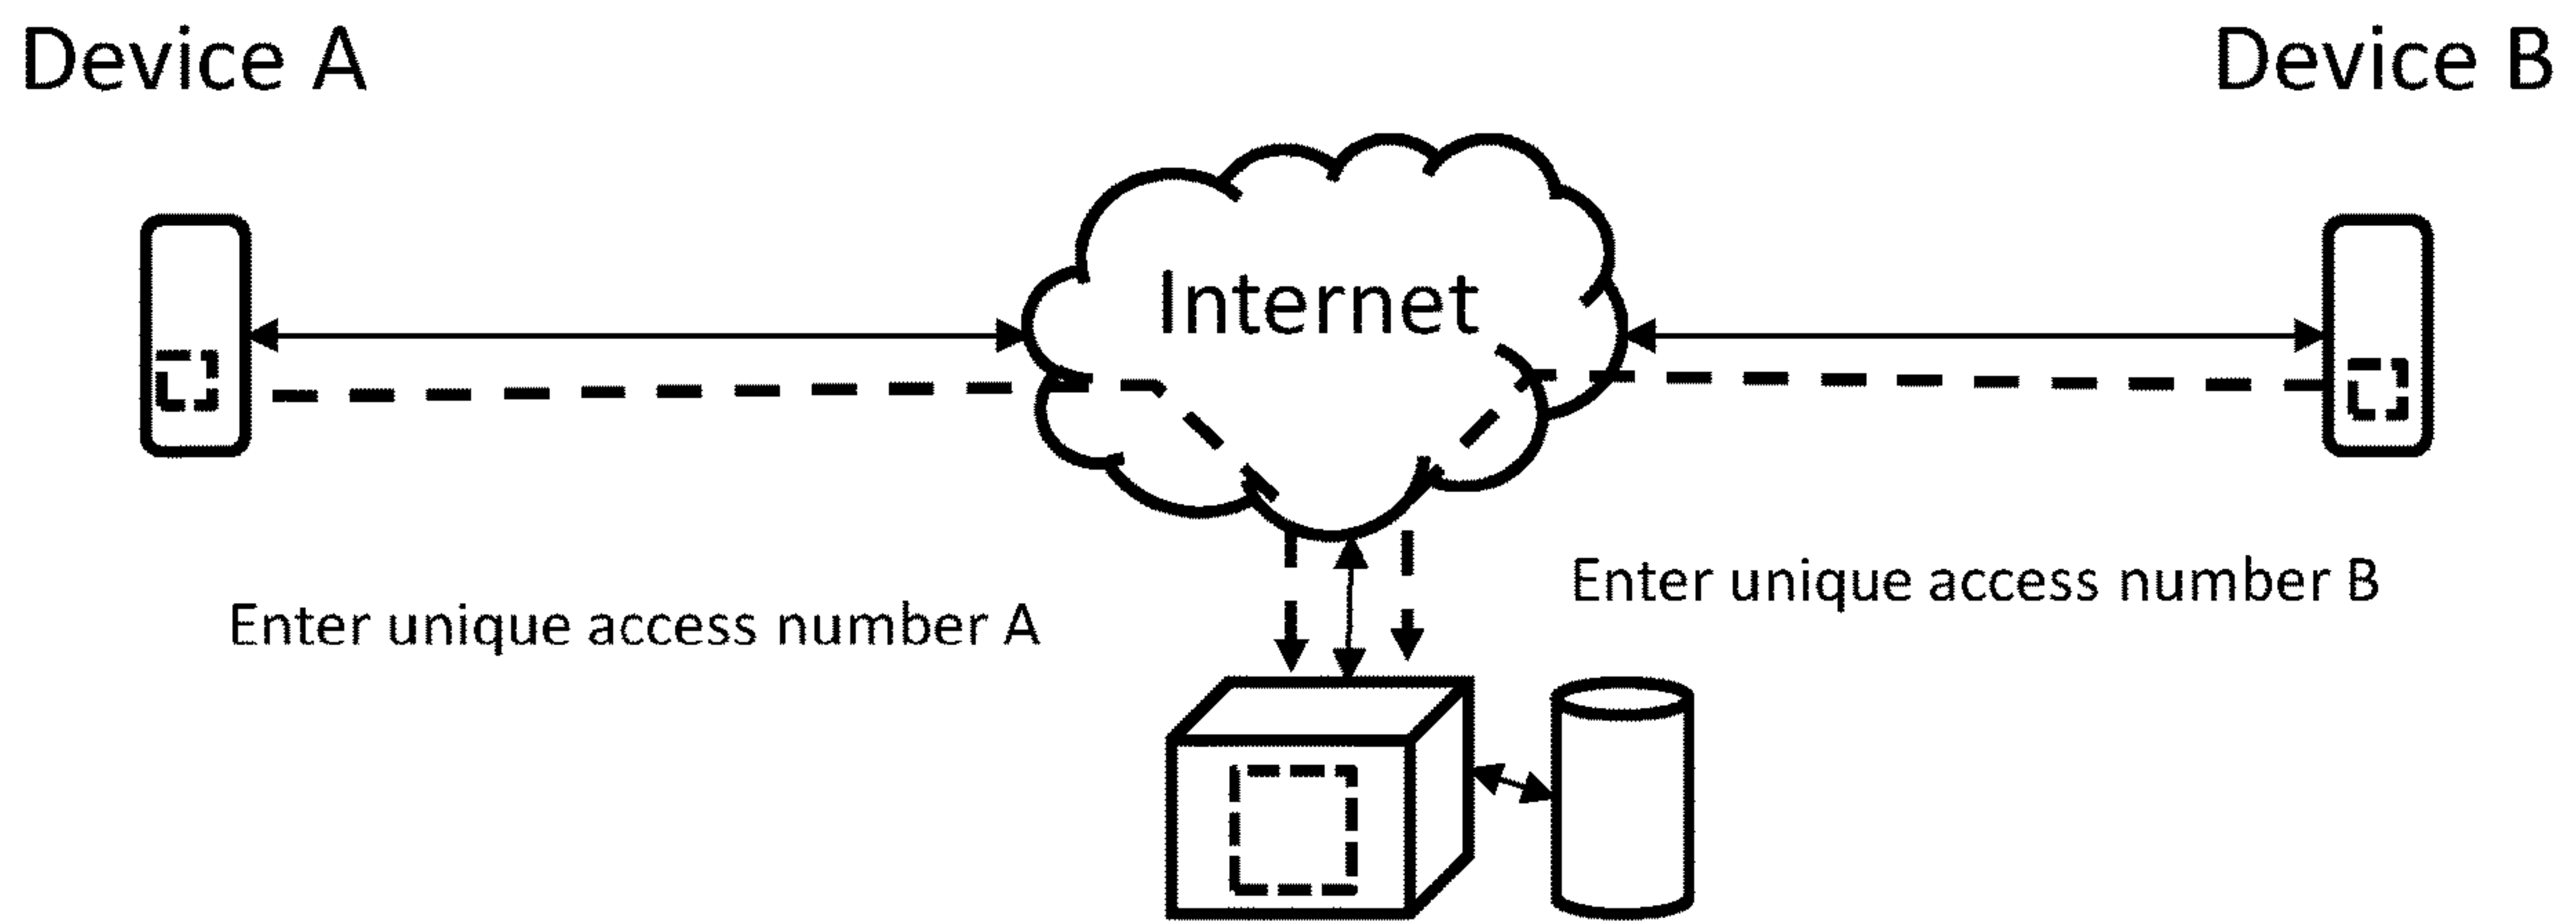 Device A
Device B
Internet
Enter unique access number B
Enter unique access number A